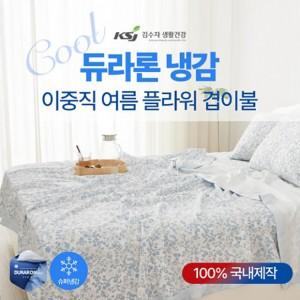 Cool
KSJ 김수자 생활건강
듀라론 냉감
이중직 여름 플라워 겹이불
DURARON
슈퍼냉감
100% 국내제작